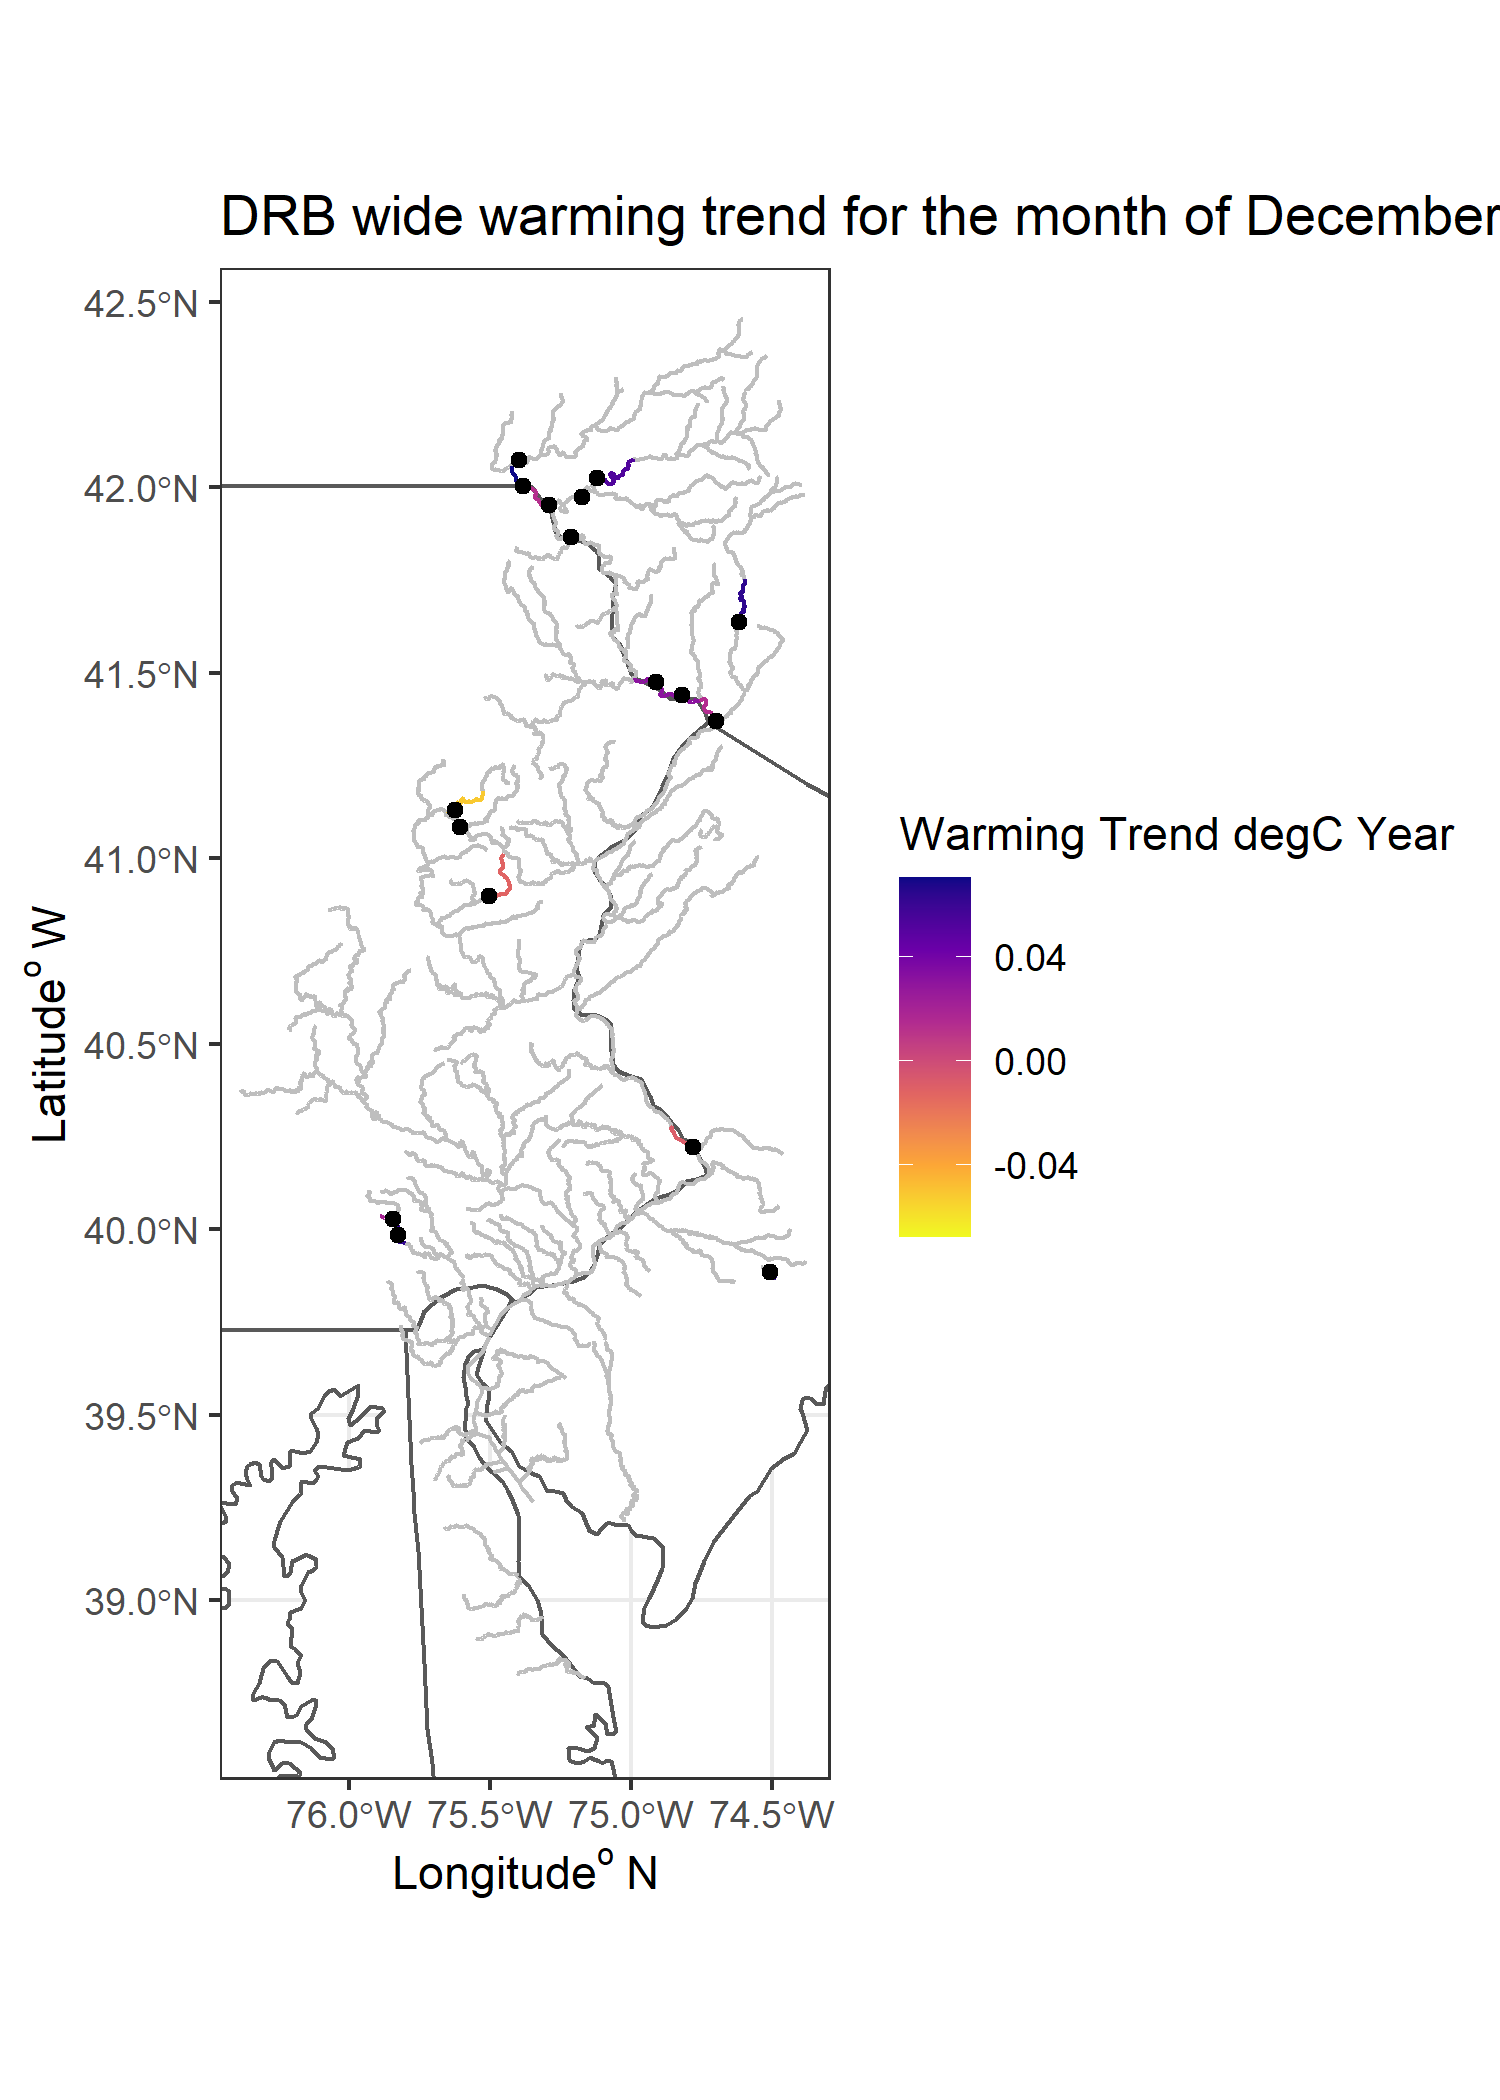 DRB wide warming trend for the month of December
42.5°N
42.0°N
41.5°N
41.0°N
40.5°N
40.0°N
39.5°N
39.0°N
Latitude° W
76.0°W 75.5°W 75.0°W 74.5°W
Longitude° N
Warming Trend degC Year
0.04
0.00
-0.04